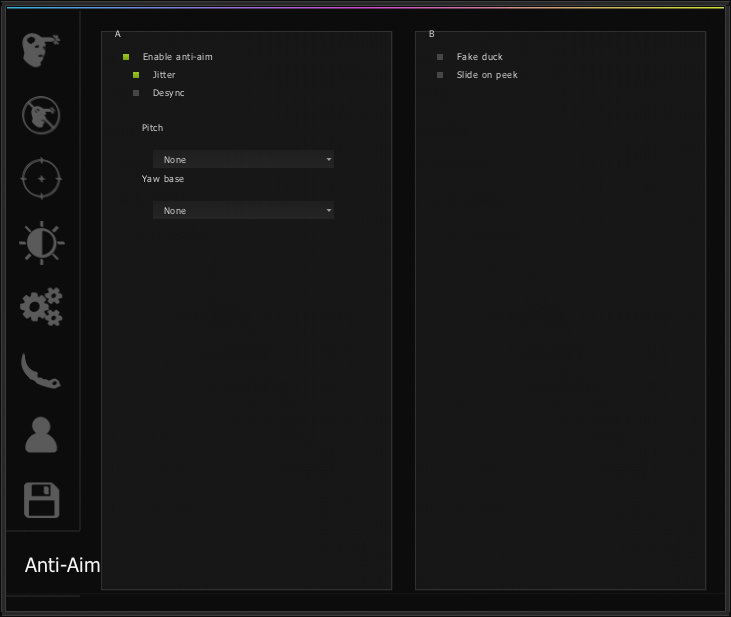 A
Enable anti-aim
Jitter
Desync
Pitch
None
Yaw base
None
B
Fake duck
Slide on peek
Anti-Aim